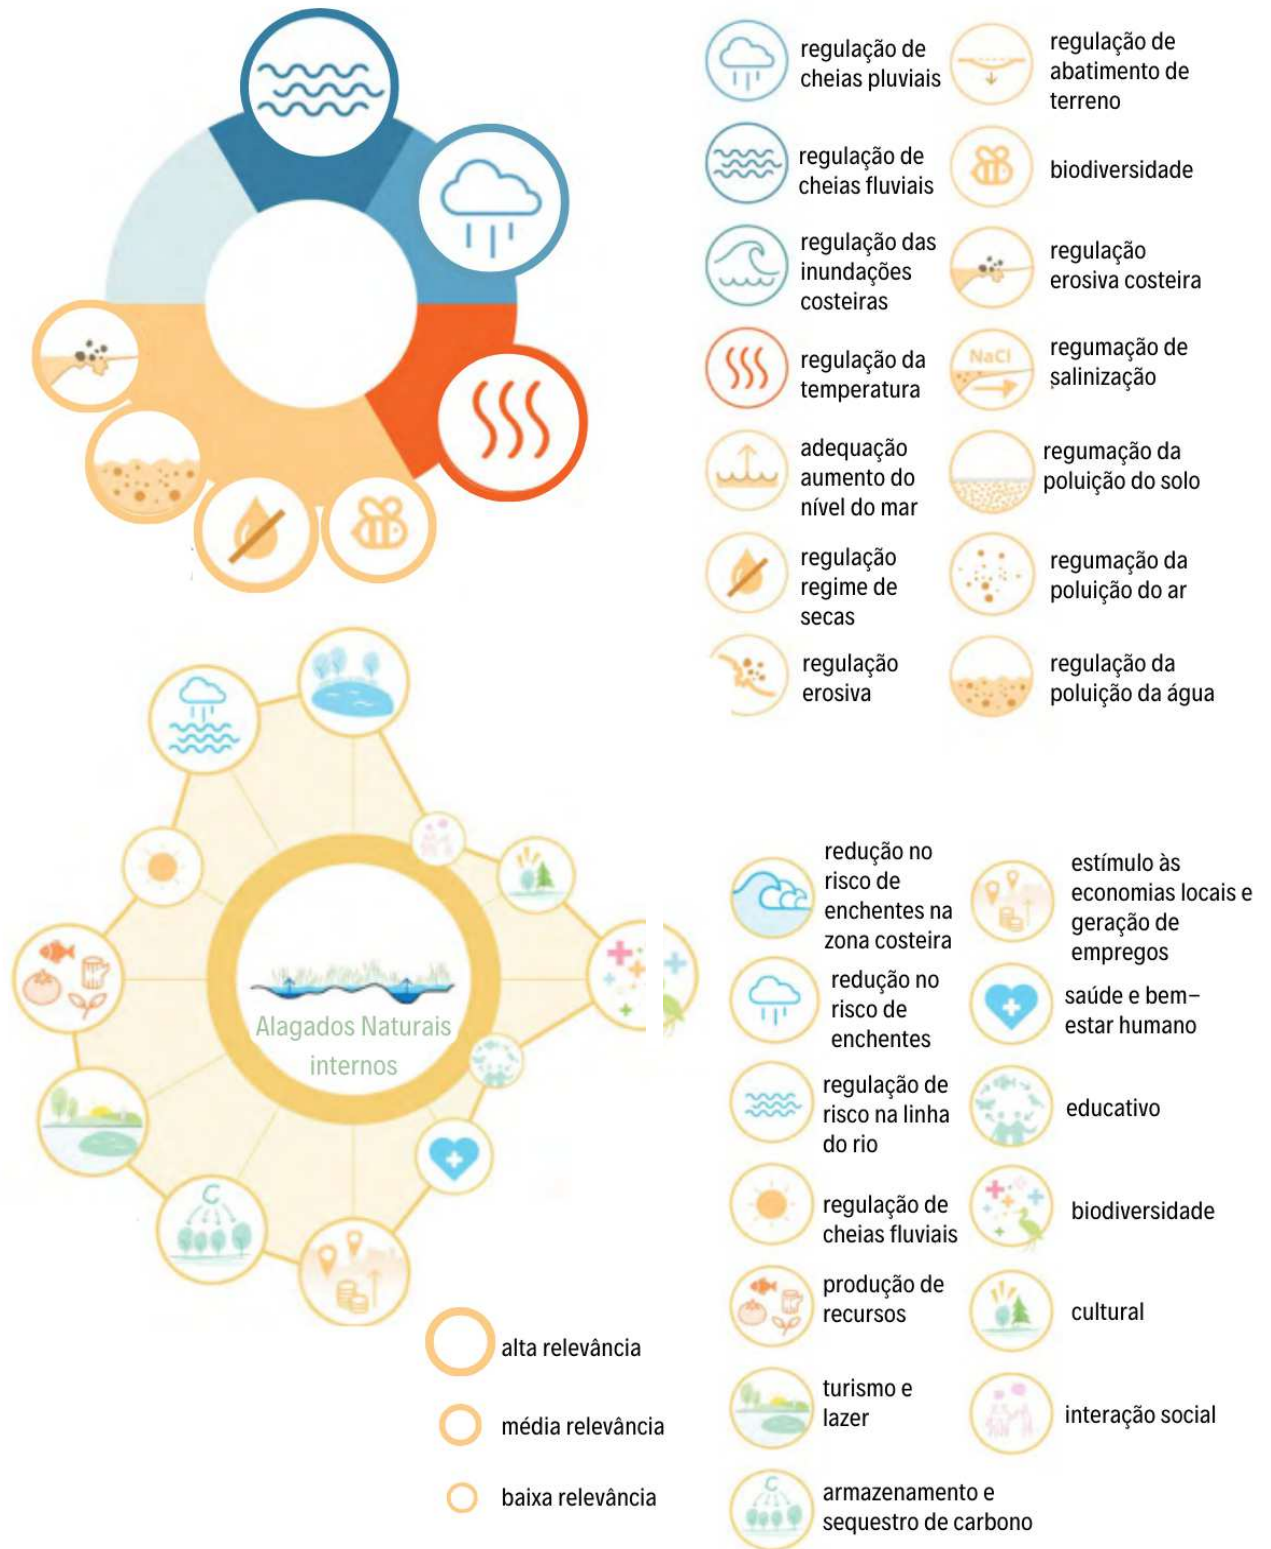 regulação de
cheias pluviais
regulação de
abatimento de
terreno
regulação de
cheias fluviais
biodiversidade
regulação das
inundações
costeiras
regulação
erosiva costeira
regulação da
temperatura
NaCl
regumação de
salinização
adequação
aumento do
nível do mar
regumação da
poluição do solo
regulação
regime de
secas
regumação da
poluição do ar
regulação
erosiva
regulação da
poluição da água
Alagados Naturais
internos
C
alta relevância
média relevância
baixa relevância
redução no
risco de
enchentes na
zona costeira
estímulo às
economias locais e
geração de
empregos
redução no
risco de
enchentes
saúde e bem-
estar humano
regulação de
risco na linha
do rio
educativo
regulação de
cheias fluviais
biodiversidade
produção de
recursos
cultural
turismo e
lazer
interação social
C
armazenamento e
sequestro de carbono